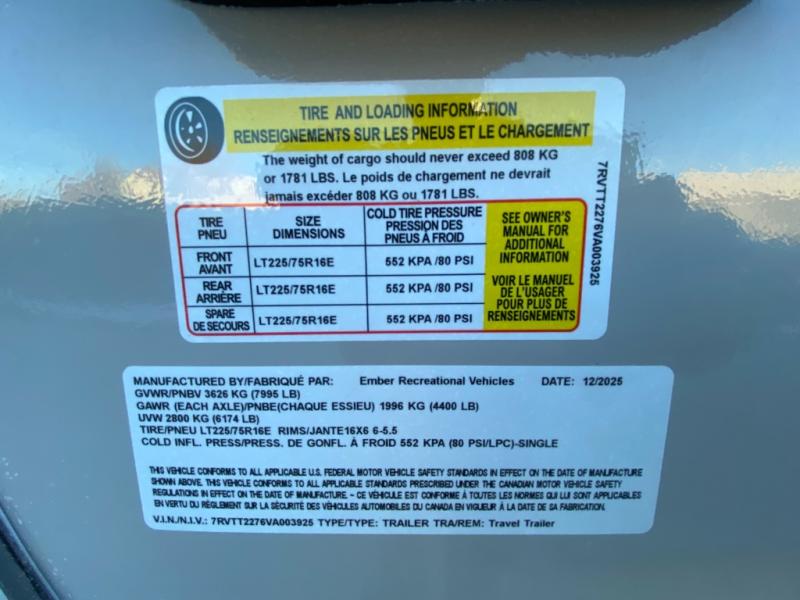 TIRE AND LOADING INFORMATION
RENSEIGNEMENTS SUR LES PNEUS ET LE CHARGEMENT
The weight of cargo should never exceed 808 KG
or 1781 LBS. Le poids de chargement ne devrait
jamais excéder 808 KG ou 1781 LBS.
TIRE PNEU SIZE DIMENSIONS COLD TIRE PRESSURE PRESSION DES PNEUS À FROID
FRONT AVANT LT225/75R16E 552 KPA /80 PSI
REAR ARRIÈRE LT225/75R16E 552 KPA /80 PSI
SPARE DE SECOURS LT225/75R16E 552 KPA /80 PSI
SEE OWNER'S
MANUAL FOR
ADDITIONAL
INFORMATION
VOIR LE MANUEL
DE L'USAGER
POUR PLUS DE
RENSEIGNEMENTS
7RVTT2276VA003925
MANUFACTURED BY/FABRIQUÉ PAR: Ember Recreational Vehicles DATE: 12/2025
GVWR/PNBV 3626 KG (7995 LB)
GAWR (EACH AXLE)/PNBE(CHAQUE ESSIEU) 1996 KG (4400 LB)
UVW 2800 KG (6174 LB)
TIRE/PNEU LT225/75R16E RIMS/JANTE16X6 6-5.5
COLD INFL. PRESS/PRESS. DE GONFL. À FROID 552 KPA (80 PSI/LPC)-SINGLE
THIS VEHICLE CONFORMS TO ALL APPLICABLE U.S. FEDERAL MOTOR VEHICLE SAFETY STANDARDS IN EFFECT ON THE DATE OF MANUFACTURE
SHOWN ABOVE. THIS VEHICLE CONFORMS TO ALL APPLICABLE STANDARDS PRESCRIBED UNDER THE CANADIAN MOTOR VEHICLE SAFETY
REGULATIONS IN EFFECT ON THE DATE OF MANUFACTURE. ~ CE VÉHICULE EST CONFORME À TOUTES LES NORMES QUI LUI SONT APPLICABLES
EN VERTU DU RÈGLEMENT SUR LA SÉCURITÉ DES VÉHICULES AUTOMOBILES DU CANADA EN VIGUEUR À LA DATE DE SA FABRICATION.
V.I.N./N.I.V.: 7RVTT2276VA003925 TYPE/TYPE: TRAILER TRA/REM: Travel Trailer